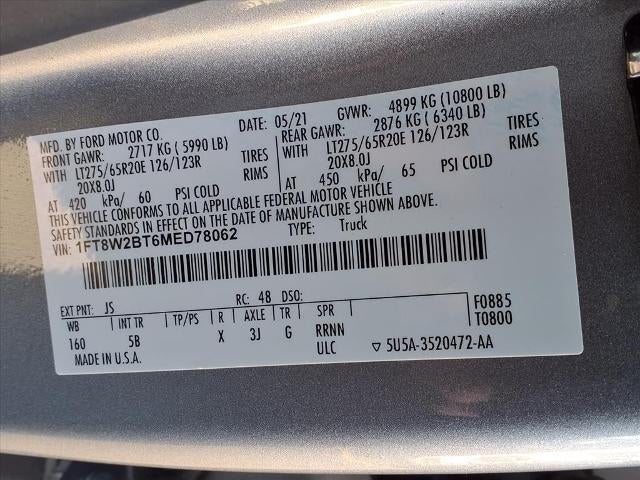 MFD. BY FORD MOTOR CO. DATE: 05/21 GVWR: 4899 KG (10800 LB)
FRONT GAWR: 2717 KG ( 5990 LB) REAR GAWR: 2876 KG ( 6340 LB)
WITH LT275/65R20E 126/123R TIRES WITH LT275/65R20E 126/123R TIRES
20X8.0J RIMS 20X8.0J RIMS
AT 420 kPa/ 60 PSI COLD AT 450 kPa/ 65 PSI COLD
THIS VEHICLE CONFORMS TO ALL APPLICABLE FEDERAL MOTOR VEHICLE
SAFETY STANDARDS IN EFFECT ON THE DATE OF MANUFACTURE SHOWN ABOVE.
VIN: 1FT8W2BT6MED78062 TYPE: Truck
EXT PNT: JS RC: 48 DSO: F0885
WB INT TR TP/PS R AXLE TR SPR T0800
160 5B X 3J G RRNN
ULC ▽ 5U5A-3520472-AA
MADE IN U.S.A.